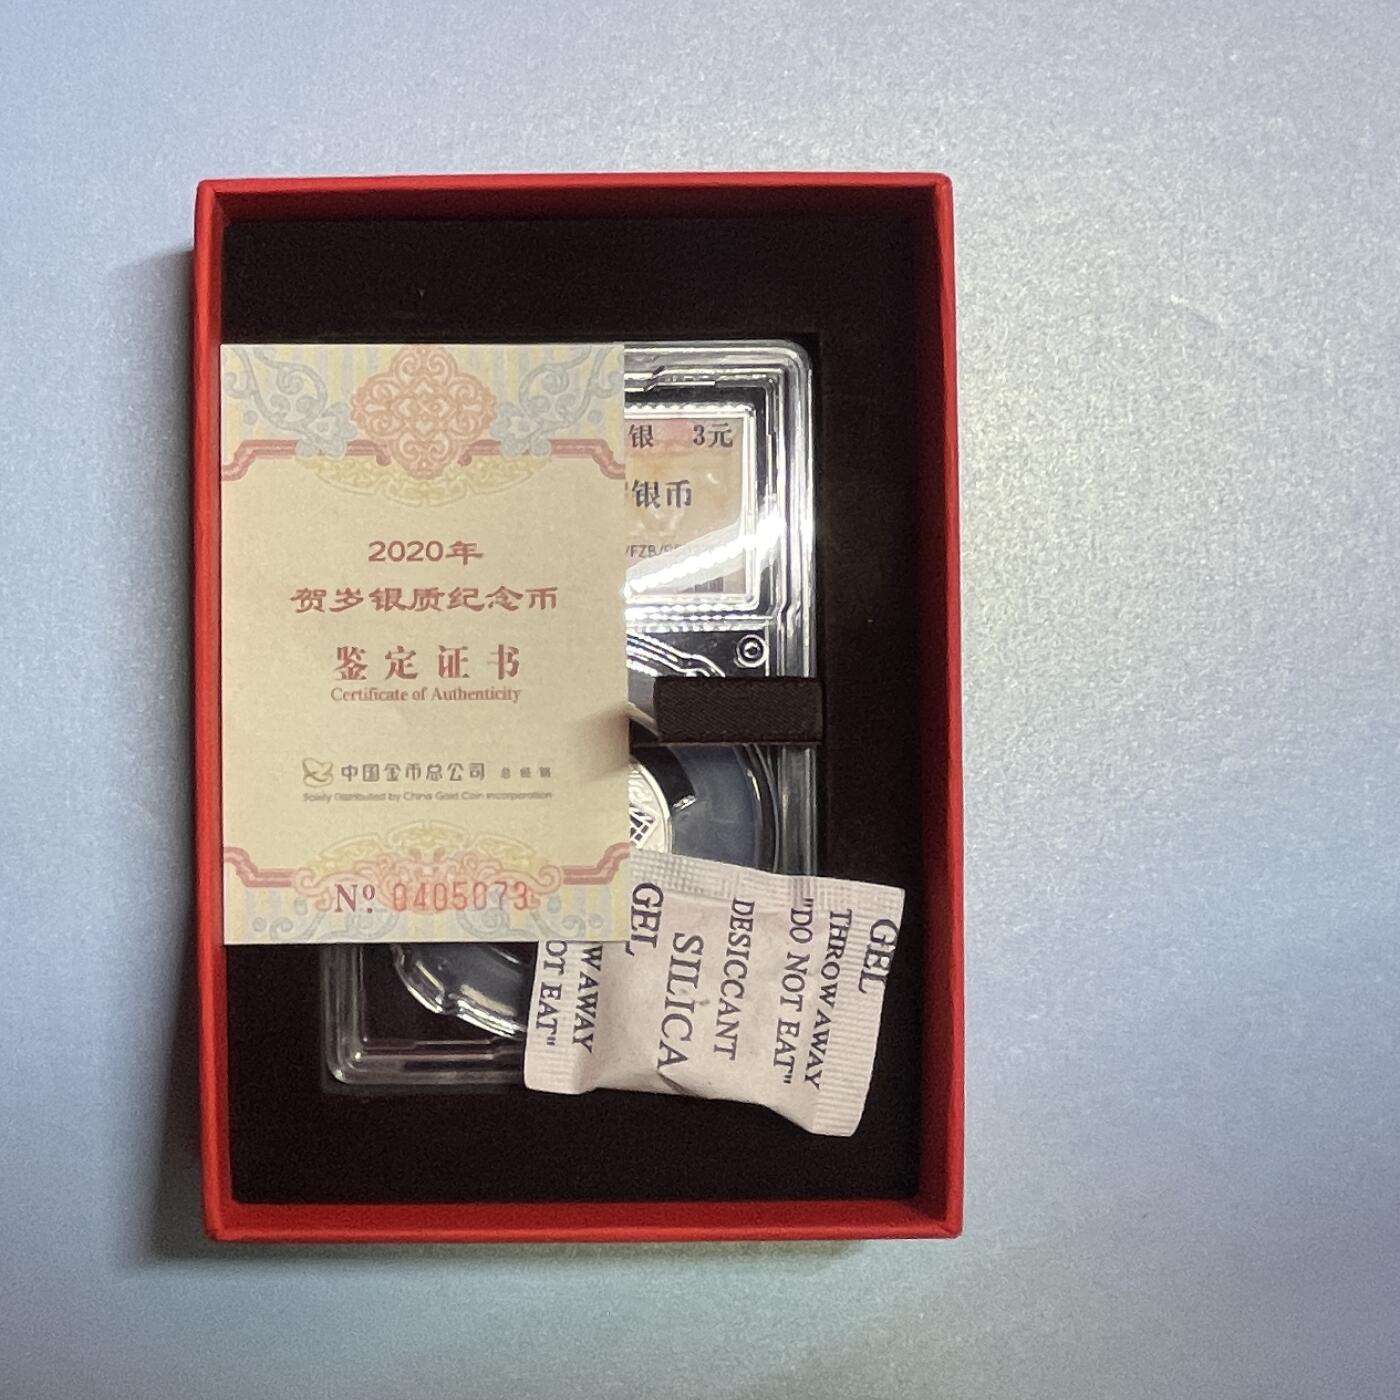 2020年
贺岁银质纪念币
鉴定证书
Certificate of Authenticity
中国金币总公司 总经销
Solely Distributed by China Gold Coin Incorporation
Nº 0405073
银 3元
银币
/FZB/
GEL
THROW AWAY
"DO NOT EAT"
DESICCANT
SILICA
GEL
W AWAY
OT EAT"